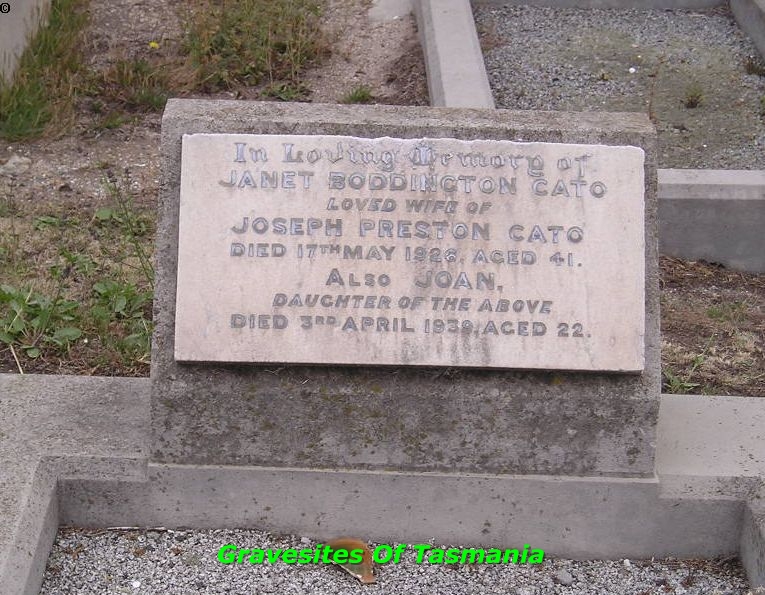 ©
In Loving Memory of
JANET BODDINGTON CATO
LOVED WIFE OF
JOSEPH PRESTON CATO
DIED 17TH MAY 1926, AGED 41.
ALSO JOAN,
DAUGHTER OF THE ABOVE
DIED 3RD APRIL 1939, AGED 22.
Gravesites Of Tasmania